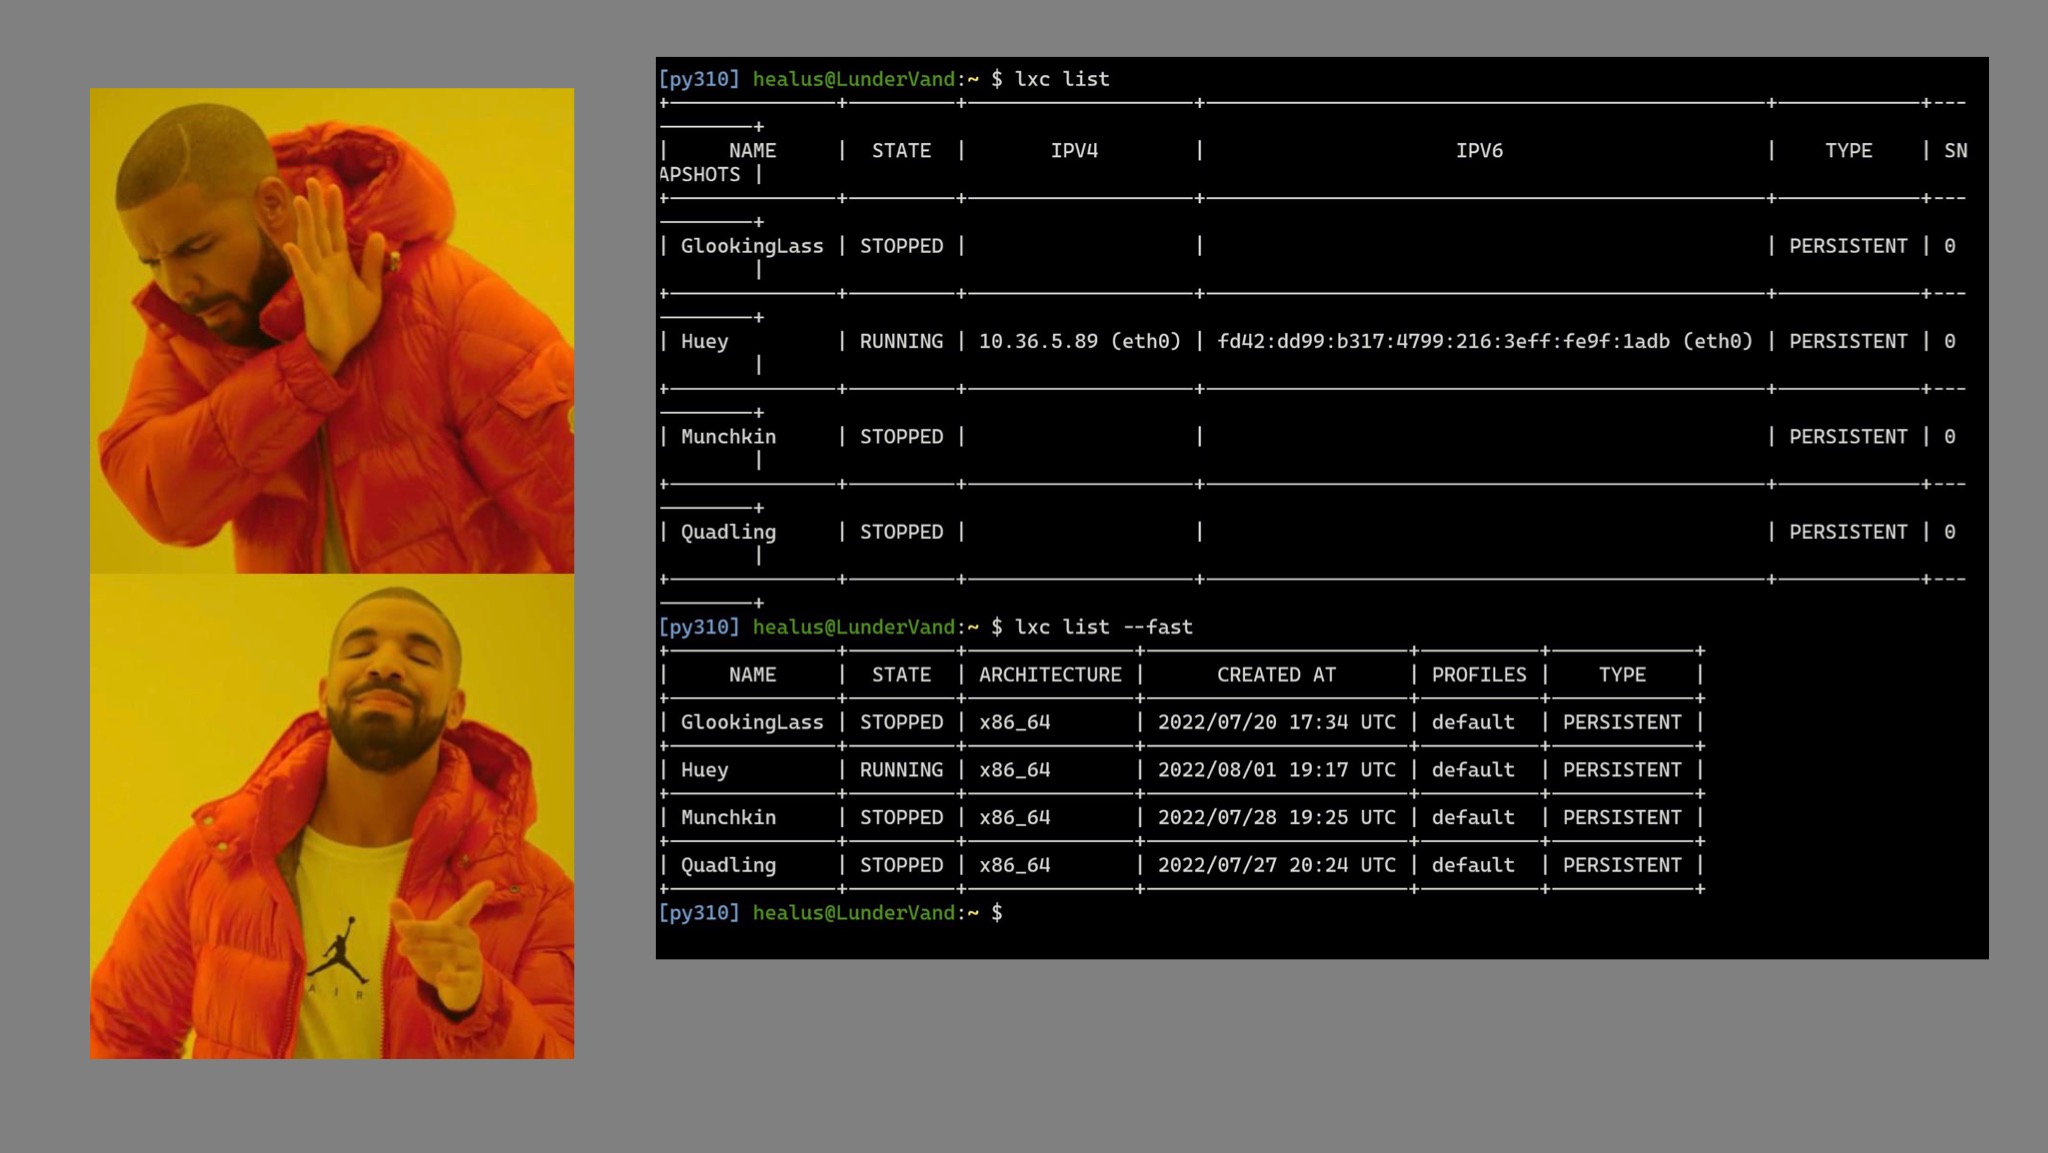 [py310] healus@LunderVand:~ $ lxc list
+--------------+---------+-------------------+-----------------------------------------------+------------+---
--------+
|     NAME     |  STATE  |       IPV4        |                     IPV6                      |    TYPE    | SN
APSHOTS |
+--------------+---------+-------------------+-----------------------------------------------+------------+---
--------+
| GlookingLass | STOPPED |                   |                                               | PERSISTENT | 0
        |
+--------------+---------+-------------------+-----------------------------------------------+------------+---
--------+
| Huey         | RUNNING | 10.36.5.89 (eth0) | fd42:dd99:b317:4799:216:3eff:fe9f:1adb (eth0) | PERSISTENT | 0
        |
+--------------+---------+-------------------+-----------------------------------------------+------------+---
--------+
| Munchkin     | STOPPED |                   |                                               | PERSISTENT | 0
        |
+--------------+---------+-------------------+-----------------------------------------------+------------+---
--------+
| Quadling     | STOPPED |                   |                                               | PERSISTENT | 0
        |
+--------------+---------+-------------------+-----------------------------------------------+------------+---
--------+
[py310] healus@LunderVand:~ $ lxc list --fast
+--------------+---------+--------------+----------------------+----------+------------+
|     NAME     |  STATE  | ARCHITECTURE |      CREATED AT      | PROFILES |    TYPE    |
+--------------+---------+--------------+----------------------+----------+------------+
| GlookingLass | STOPPED | x86_64       | 2022/07/20 17:34 UTC | default  | PERSISTENT |
+--------------+---------+--------------+----------------------+----------+------------+
| Huey         | RUNNING | x86_64       | 2022/08/01 19:17 UTC | default  | PERSISTENT |
+--------------+---------+--------------+----------------------+----------+------------+
| Munchkin     | STOPPED | x86_64       | 2022/07/28 19:25 UTC | default  | PERSISTENT |
+--------------+---------+--------------+----------------------+----------+------------+
| Quadling     | STOPPED | x86_64       | 2022/07/27 20:24 UTC | default  | PERSISTENT |
+--------------+---------+--------------+----------------------+----------+------------+
[py310] healus@LunderVand:~ $
AIR